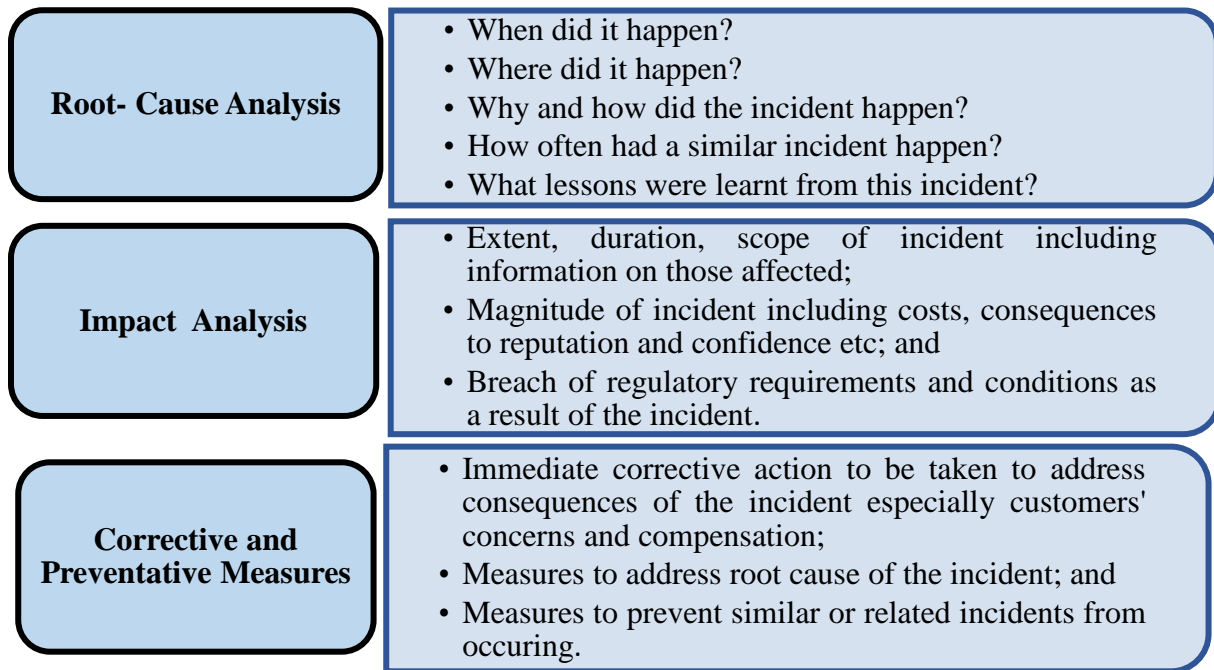 Root- Cause Analysis
• When did it happen?
• Where did it happen?
• Why and how did the incident happen?
• How often had a similar incident happen?
• What lessons were learnt from this incident?
Impact Analysis
• Extent, duration, scope of incident including
information on those affected;
• Magnitude of incident including costs, consequences
to reputation and confidence etc; and
• Breach of regulatory requirements and conditions as
a result of the incident.
Corrective and
Preventative Measures
• Immediate corrective action to be taken to address
consequences of the incident especially customers'
concerns and compensation;
• Measures to address root cause of the incident; and
• Measures to prevent similar or related incidents from
occuring.